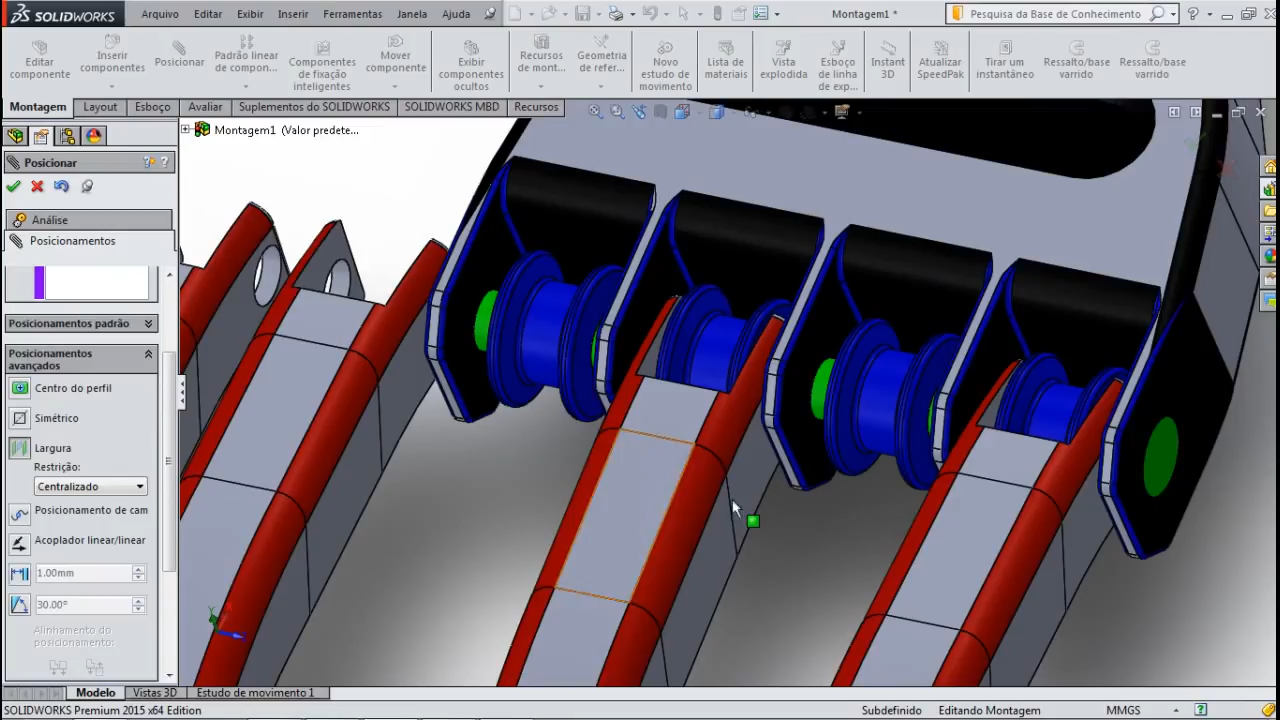 SOLIDWORKS
Arquivo Editar Exibir Inserir Ferramentas Janela Ajuda
Montagem1 *
Pesquisa da Base de Conhecimento
Editar componente
Inserir componentes
Posicionar
Padrão linear de compon...
Componentes de fixação inteligentes
Mover componente
Exibir componentes ocultos
Recursos de mont...
Geometria de refer...
Novo estudo de movimento
Lista de materiais
Vista explodida
Esboço de linha de exp...
Instant 3D
Atualizar SpeedPak
Tirar um instantâneo
Ressalto/base varrido
Ressalto/base varrido
Montagem Layout Esboço Avaliar Suplementos do SOLIDWORKS SOLIDWORKS MBD Recursos
Montagem1 (Valor predete...
Posicionar
Análise
Posicionamentos
Posicionamentos padrão
Posicionamentos avançados
Centro do perfil
Simétrico
Largura
Restrição:
Centralizado
Posicionamento de cam
Acoplador linear/linear
1.00mm
30.00°
Alinhamento do posicionamento:
Modelo Vistas 3D Estudo de movimento 1
SOLIDWORKS Premium 2015 x64 Edition
Subdefinido Editando Montagem MMGS